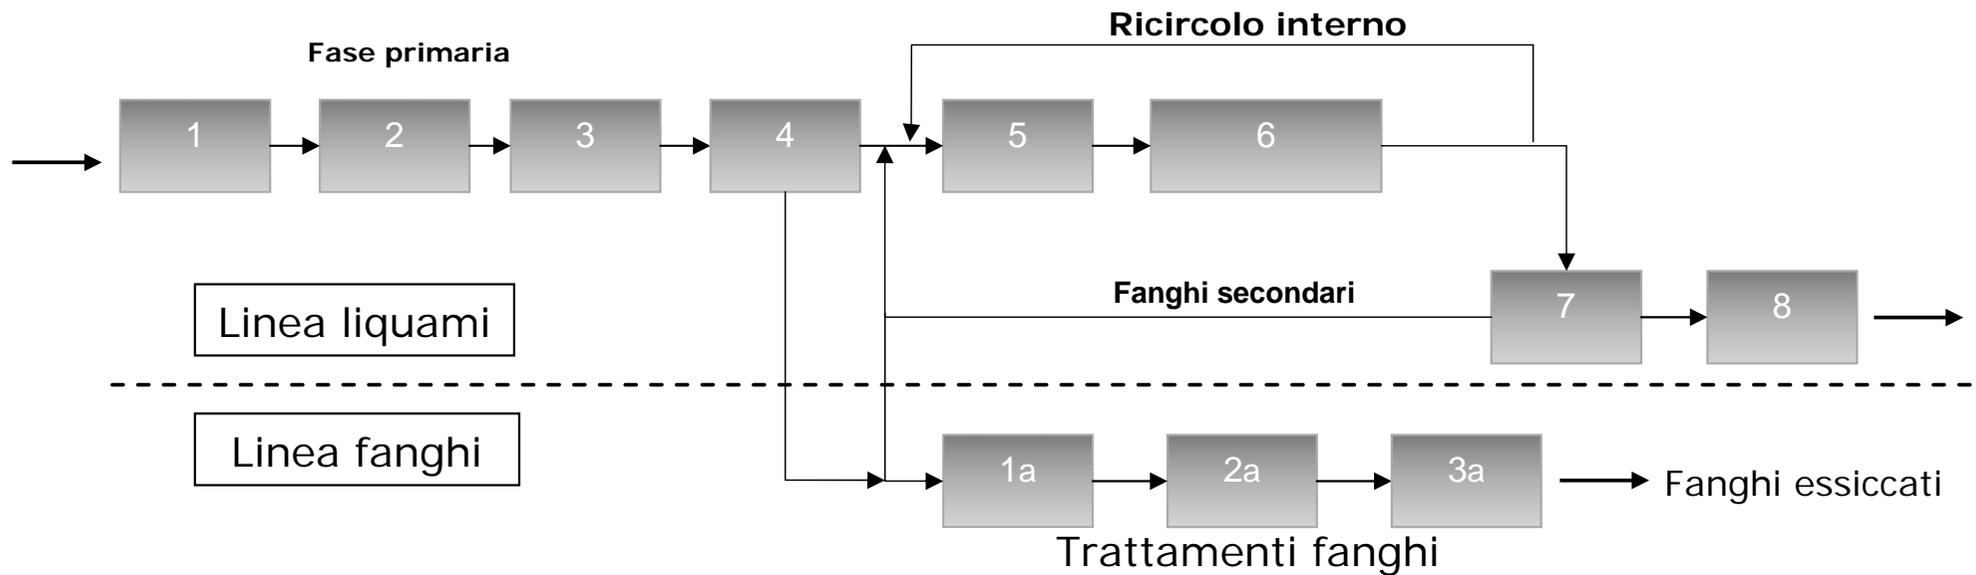 Ricircolo interno
Fase primaria
1 2 3 4 5 6
Fanghi secondari
7 8
Linea liquami
Linea fanghi
1a 2a 3a
Fanghi essiccati
Trattamenti fanghi